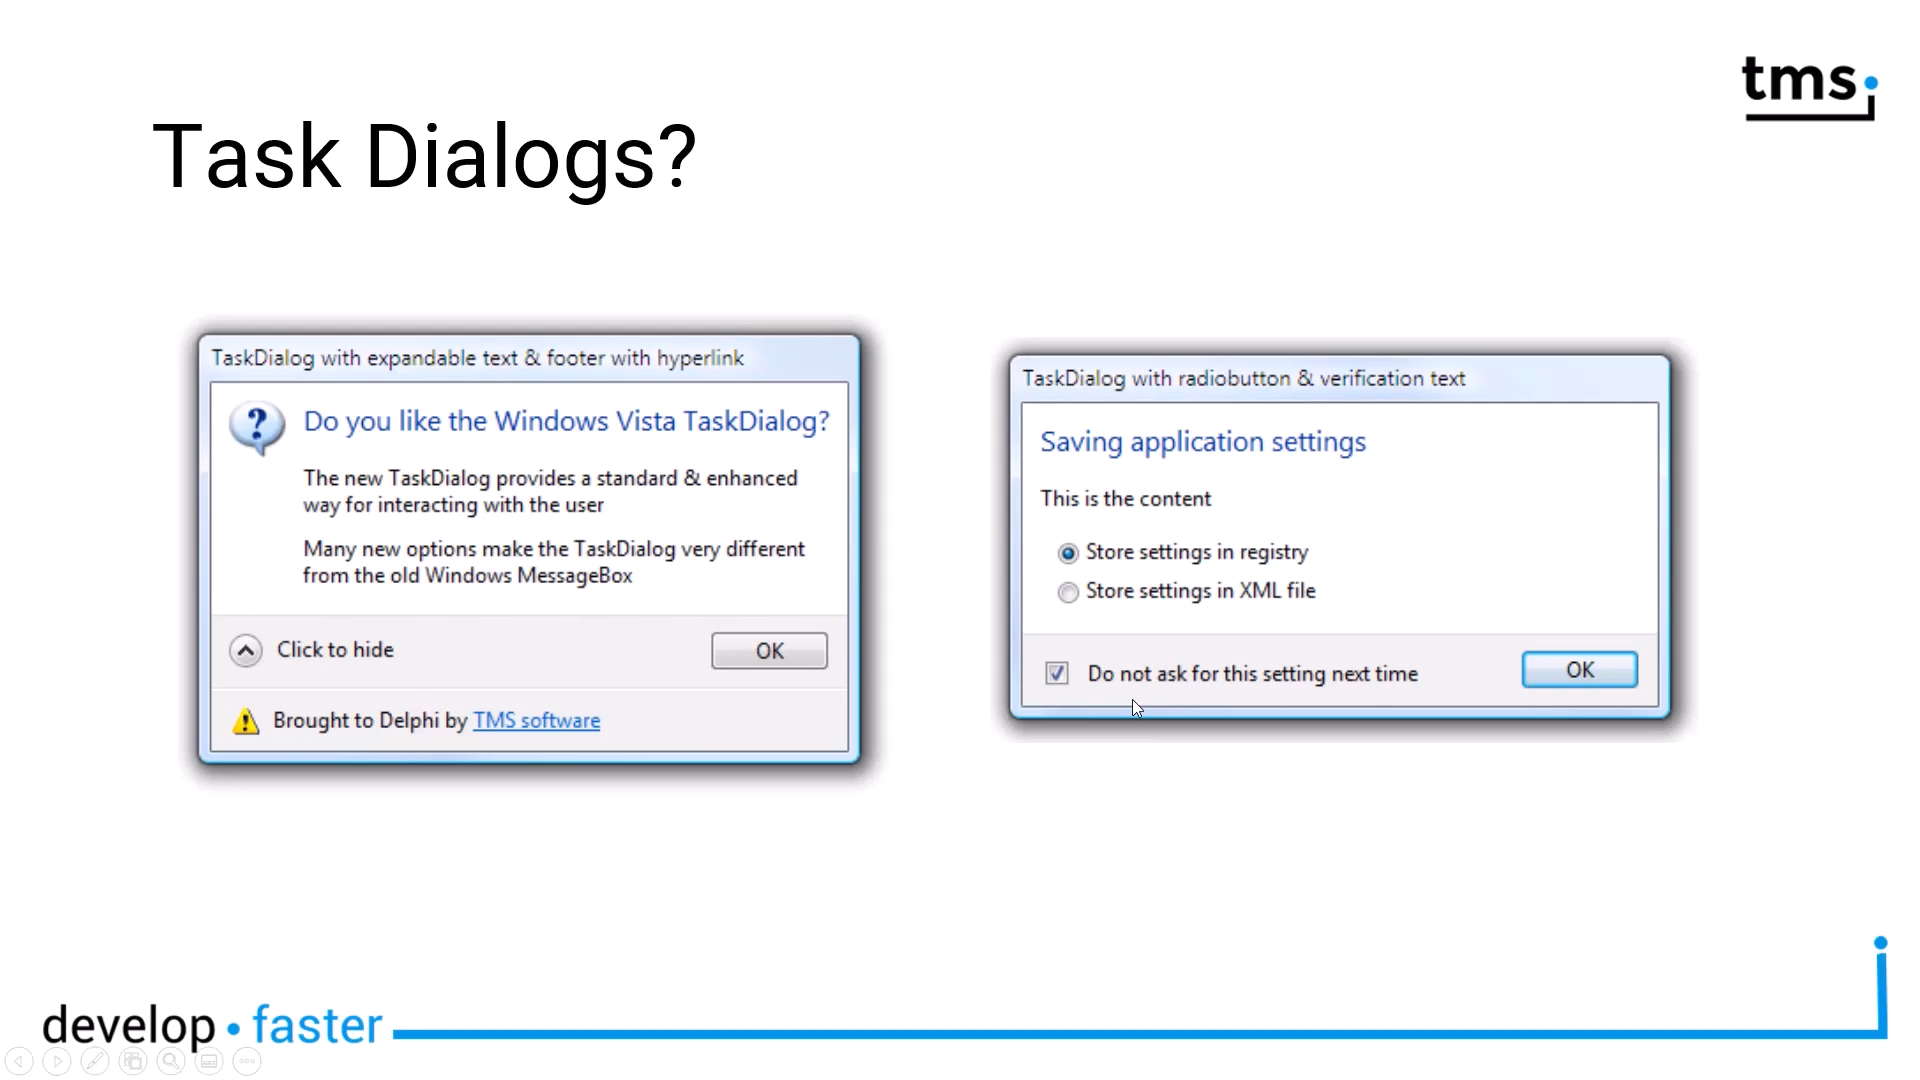 tms
Task Dialogs?
TaskDialog with expandable text & footer with hyperlink
Do you like the Windows Vista TaskDialog?
The new TaskDialog provides a standard & enhanced
way for interacting with the user
Many new options make the TaskDialog very different
from the old Windows MessageBox
Click to hide
OK
Brought to Delphi by TMS software
TaskDialog with radiobutton & verification text
Saving application settings
This is the content
Store settings in registry
Store settings in XML file
Do not ask for this setting next time
OK
develop • faster